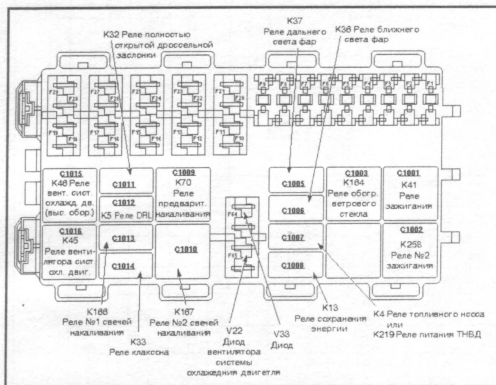 K37
Реле дальнего
света фар
K36 Реле ближнего
света фар
K32 Реле полностью
открытой дроссельной
заслонки
C1015
K46 Реле
вент. сист.
охлажд. дв.
(выс. обор.)
C1011
C1012
K5 Реле DRL
C1009
K70
Реле
предварит.
накаливания
C1005
C1006
C1003
K164
Реле обогр.
ветрового
стекла
C1001
K41
Реле
зажигания
C1016
K45
Реле венти-
лятора сист.
охл. двиг.
C1013
C1014
C1010
C1007
C1008
C1002
K258
Реле №2
зажигания
K166
Реле №1 свечей
накаливания
K33
Реле клаксона
K167
Реле №2 свечей
накаливания
V22
Диод
вентилятора
системы
охлаждения двигетля
V33
Диод
K13
Реле сохранения
энергии
K4 Реле топливного нсоса
или
K219 Реле питания ТНВД